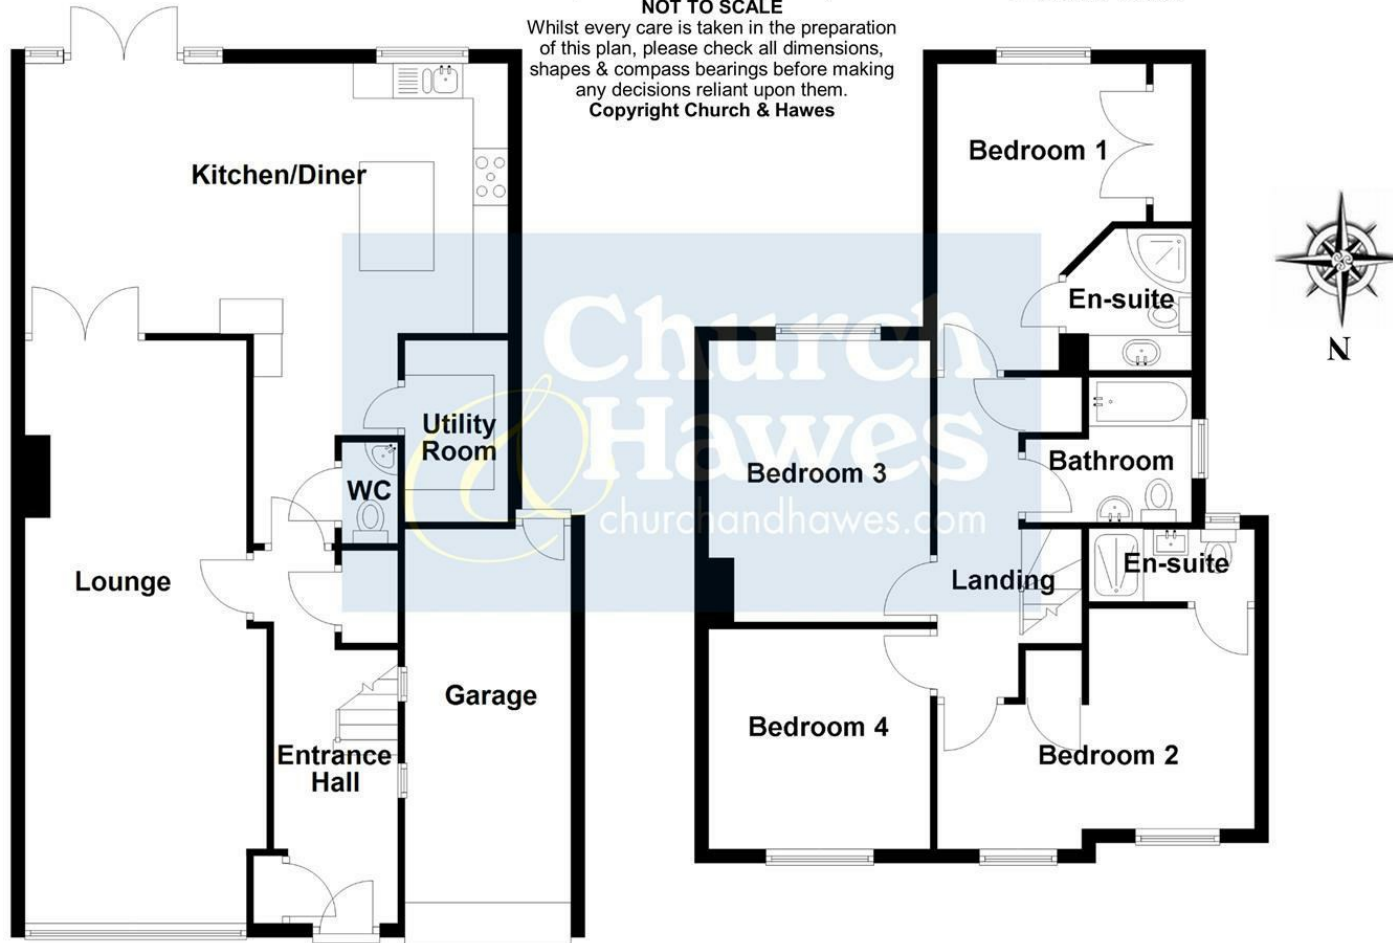 NOT TO SCALE
Whilst every care is taken in the preparation
of this plan, please check all dimensions,
shapes & compass bearings before making
any decisions reliant upon them.
Copyright Church & Hawes
Kitchen/Diner
Utility
Room
WC
Lounge
Garage
Entrance
Hall
Bedroom 1
En-suite
Bedroom 3
Bathroom
Landing
En-suite
Bedroom 4
Bedroom 2
N
Church
& Hawes
churchandhawes.com